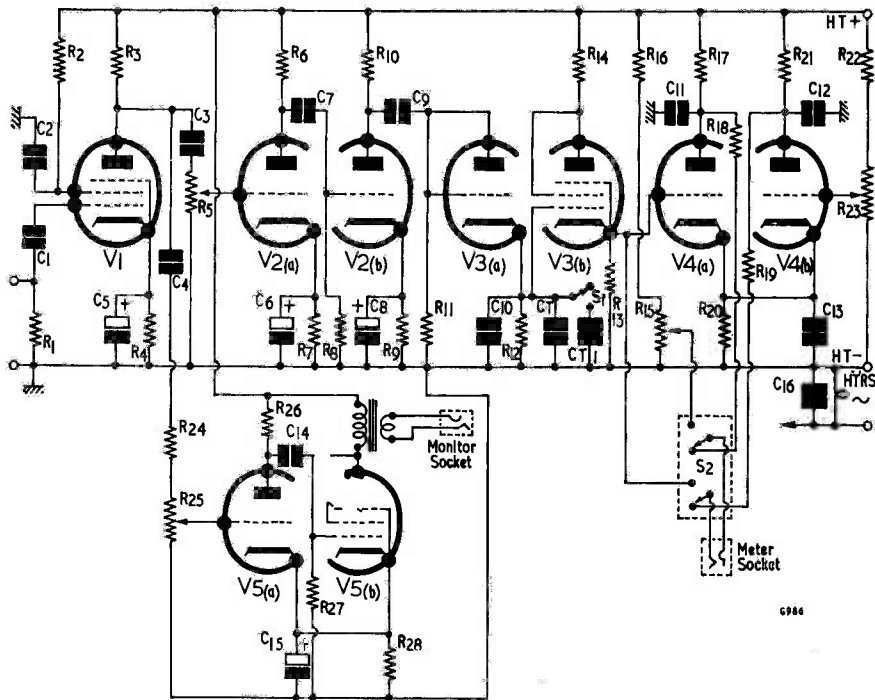 HT+
R2
R3
R6
R10
R14
R16
R17
R21
R22
C2
C3
C7
C9
C11
R18
C12
R5
R23
C1
V1
V2(a)
V2(b)
V3(a)
V3(b)
V4(a)
V4(b)
C4
R19
C5
+
R4
R1
C6
+
R7
R8
+
C8
R9
R11
C10
R12
CT
S1
CT1
R13
R15
R20
C13
HT-
C16
HTRS
~
R26
C14
Monitor
Socket
R24
R25
S2
V5(a)
V5(b)
R27
Meter
Socket
C15
+
R28
G986